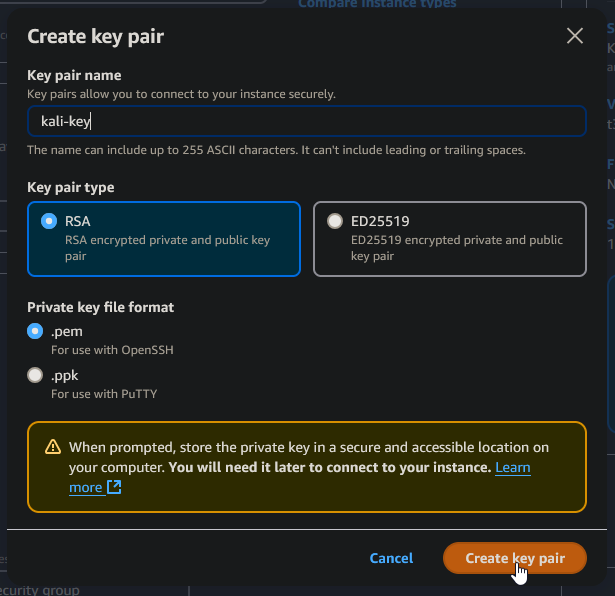 Compare instance types
Create key pair
Key pair name
Key pairs allow you to connect to your instance securely.
kali-key
The name can include up to 255 ASCII characters. It can't include leading or trailing spaces.
Key pair type
RSA
RSA encrypted private and public key
pair
ED25519
ED25519 encrypted private and public
key pair
Private key file format
.pem
For use with OpenSSH
.ppk
For use with PuTTY
When prompted, store the private key in a secure and accessible location on
your computer. You will need it later to connect to your instance. Learn
more
Cancel
Create key pair
ecurity group